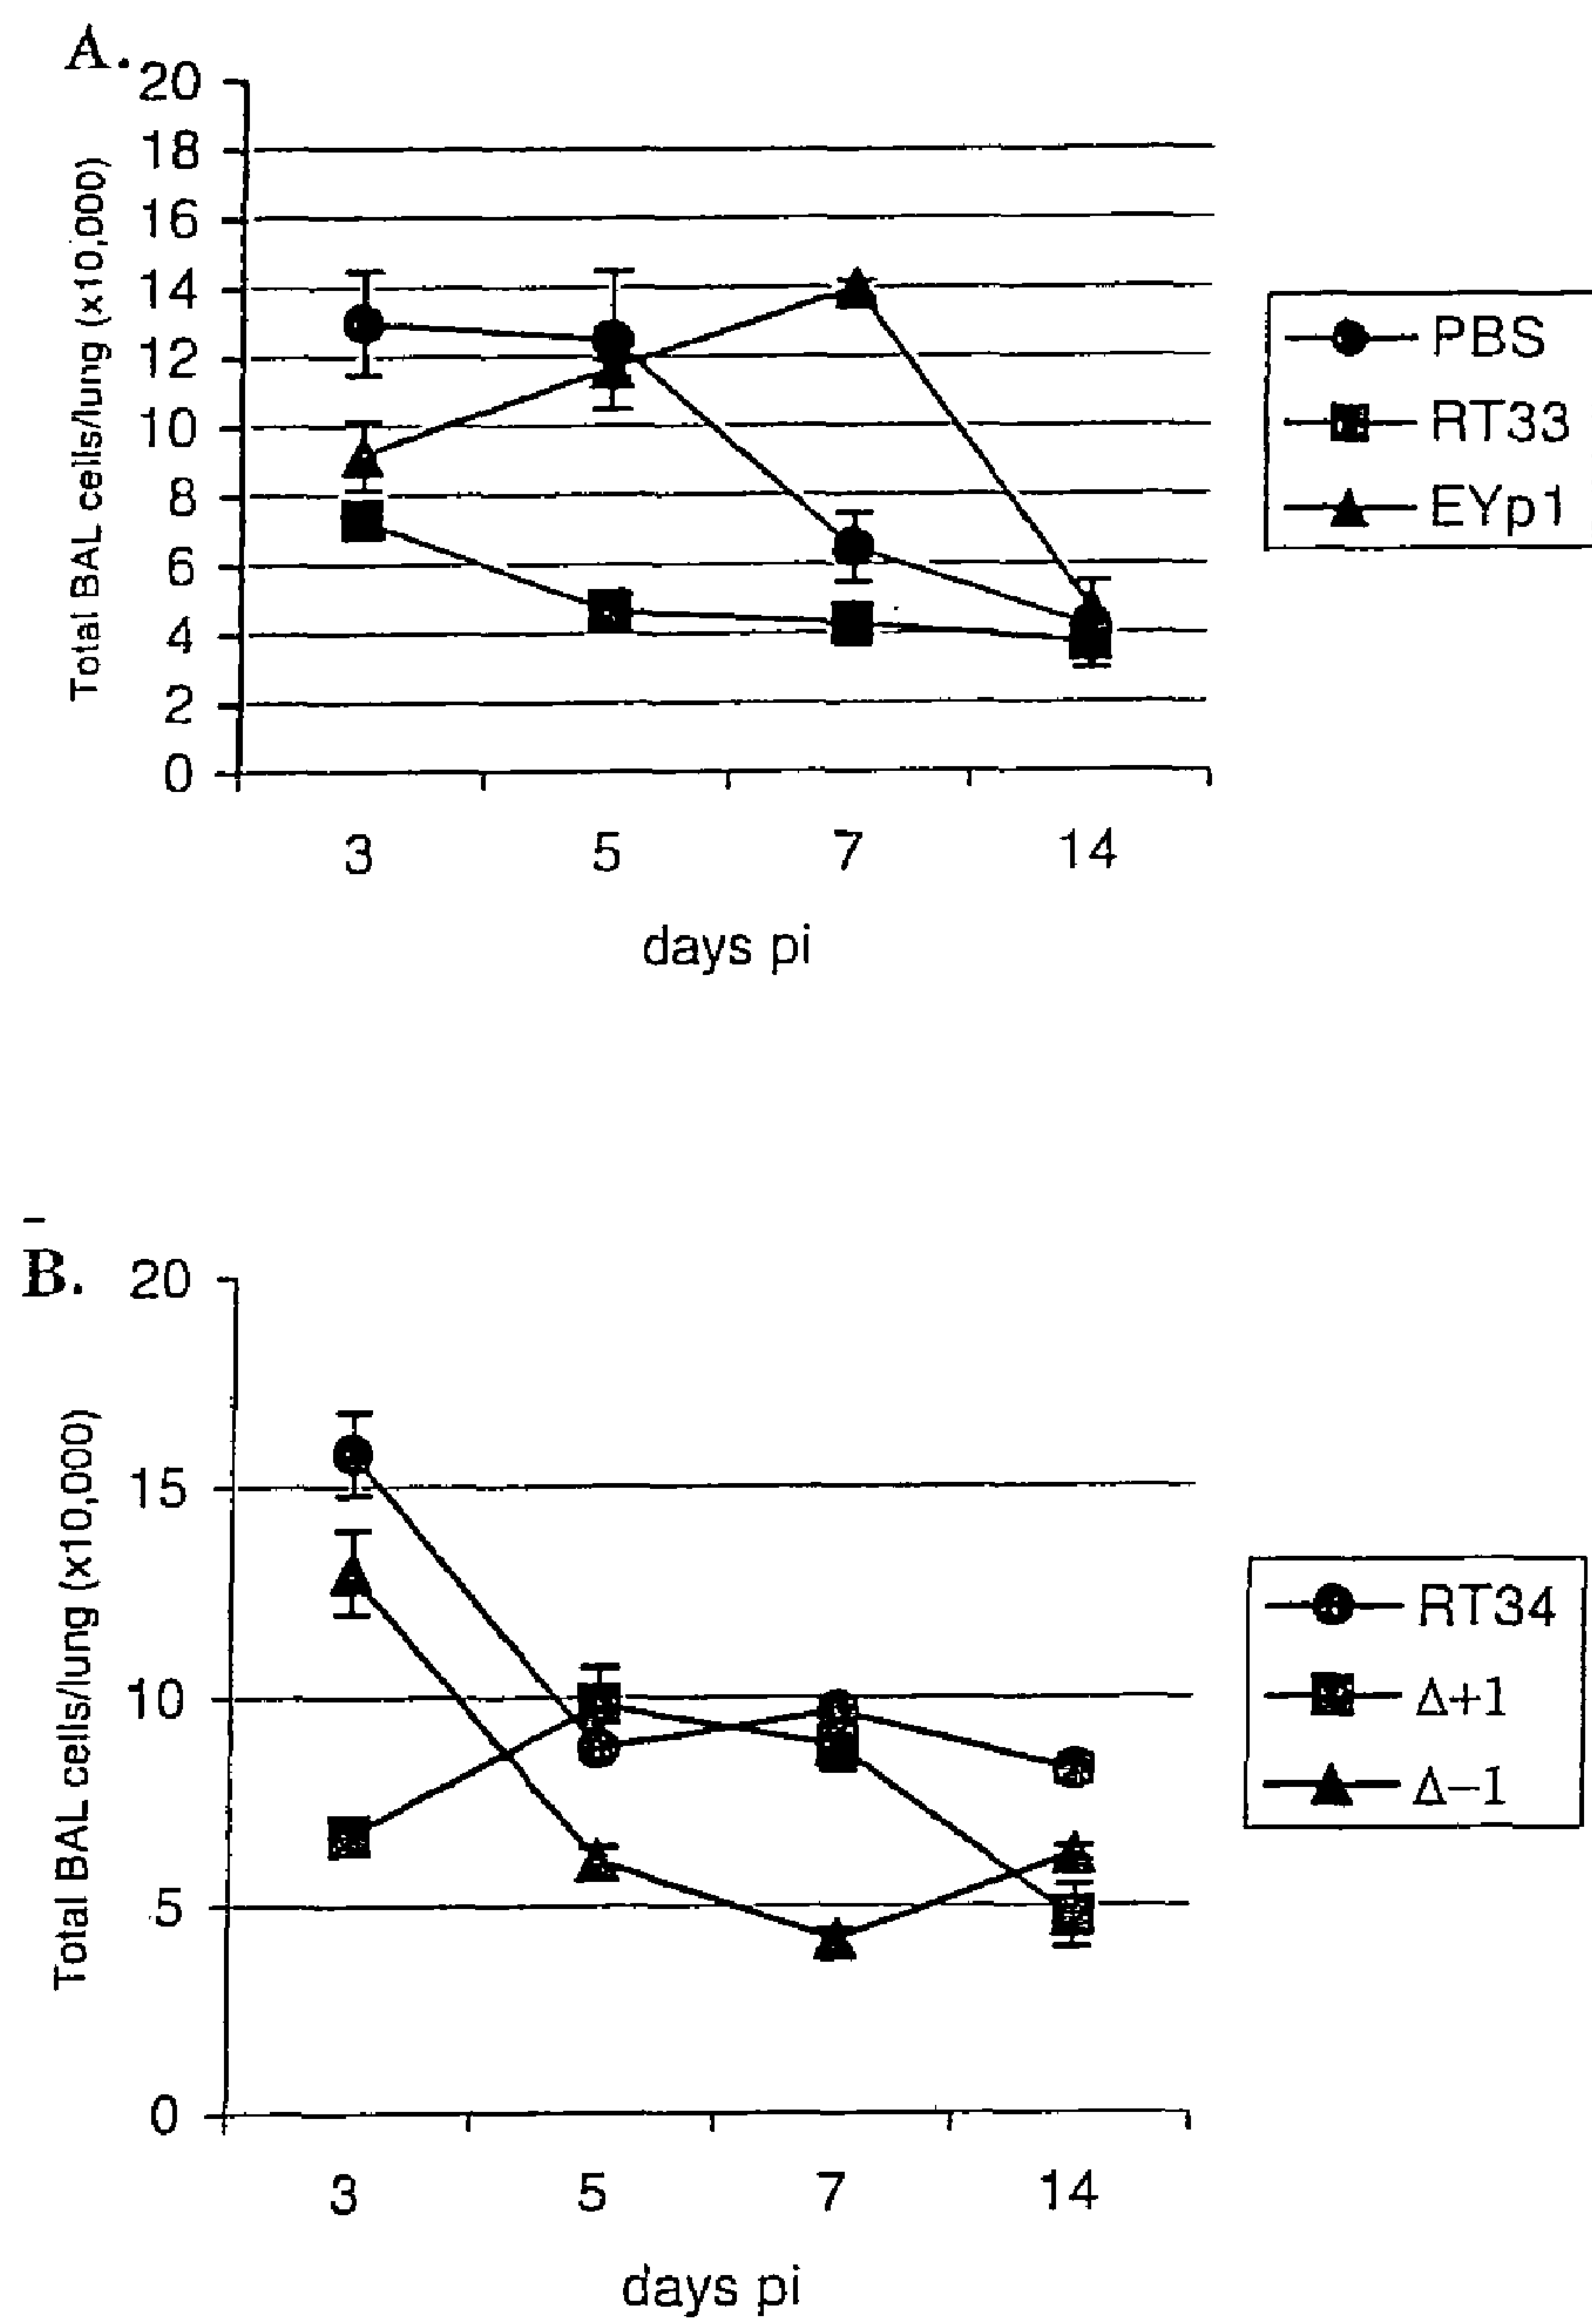 A.
Total BAL cells/lung (x10,000)
20
18
16
14
12
10
8
6
4
2
0
3 5 7 14
days pi
PBS
RT33
EYp1
B.
Total BAL cells/lung (x10,000)
20
15
10
5
0
3 5 7 14
days pi
RT34
Δ+1
Δ−1